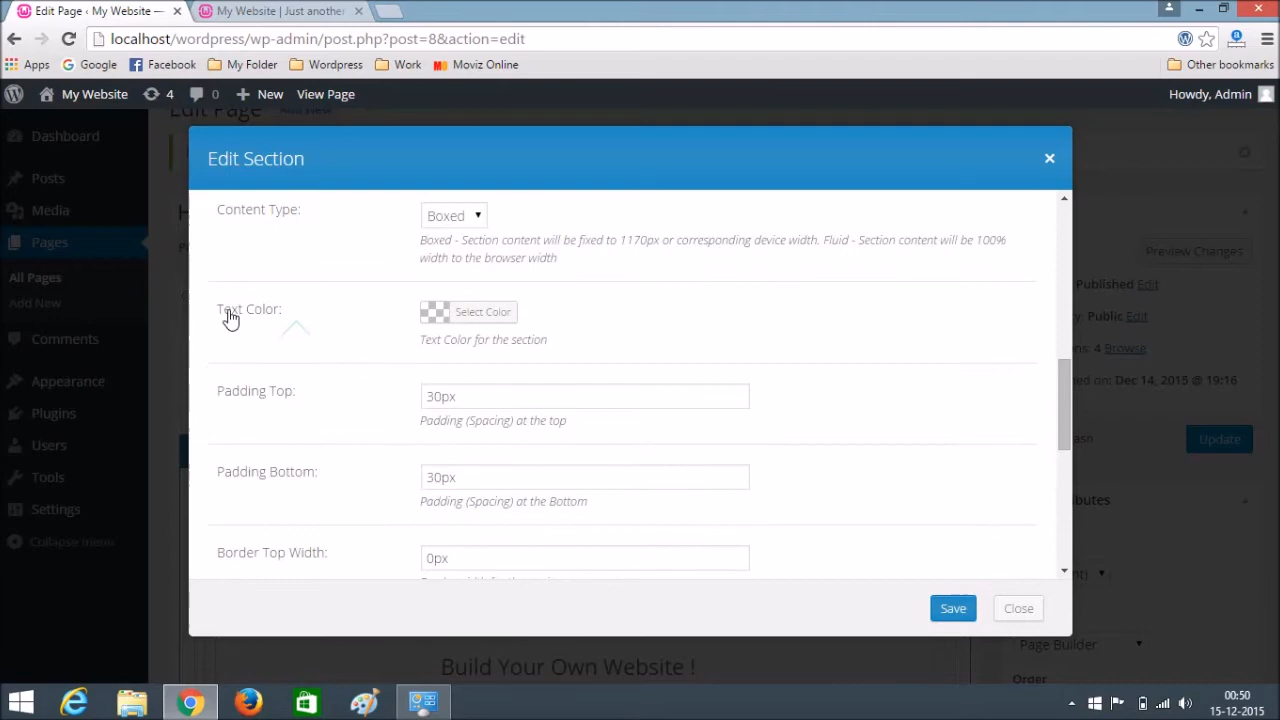 Edit Page ‹ My Website —
My Website | Just anothe
localhost/wordpress/wp-admin/post.php?post=8&action=edit
Apps
Google
Facebook
My Folder
Wordpress
Work
Moviz Online
Other bookmarks
My Website
4
0
New
View Page
Howdy, Admin
Edit Page
Dashboard
Posts
Media
Pages
All Pages
Add New
Comments
Appearance
Plugins
Users
Tools
Settings
Collapse menu
Edit Section
Content Type:
Boxed
Boxed - Section content will be fixed to 1170px or corresponding device width. Fluid - Section content will be 100%
width to the browser width
Text Color:
Select Color
Text Color for the section
Padding Top:
30px
Padding (Spacing) at the top
Padding Bottom:
30px
Padding (Spacing) at the Bottom
Border Top Width:
0px
Save
Close
Preview Changes
Published Edit
Public Edit
4 Browse
on: Dec 14, 2015 @ 19:16
Update
Page Builder
Order
Build Your Own Website !
00:50
15-12-2015